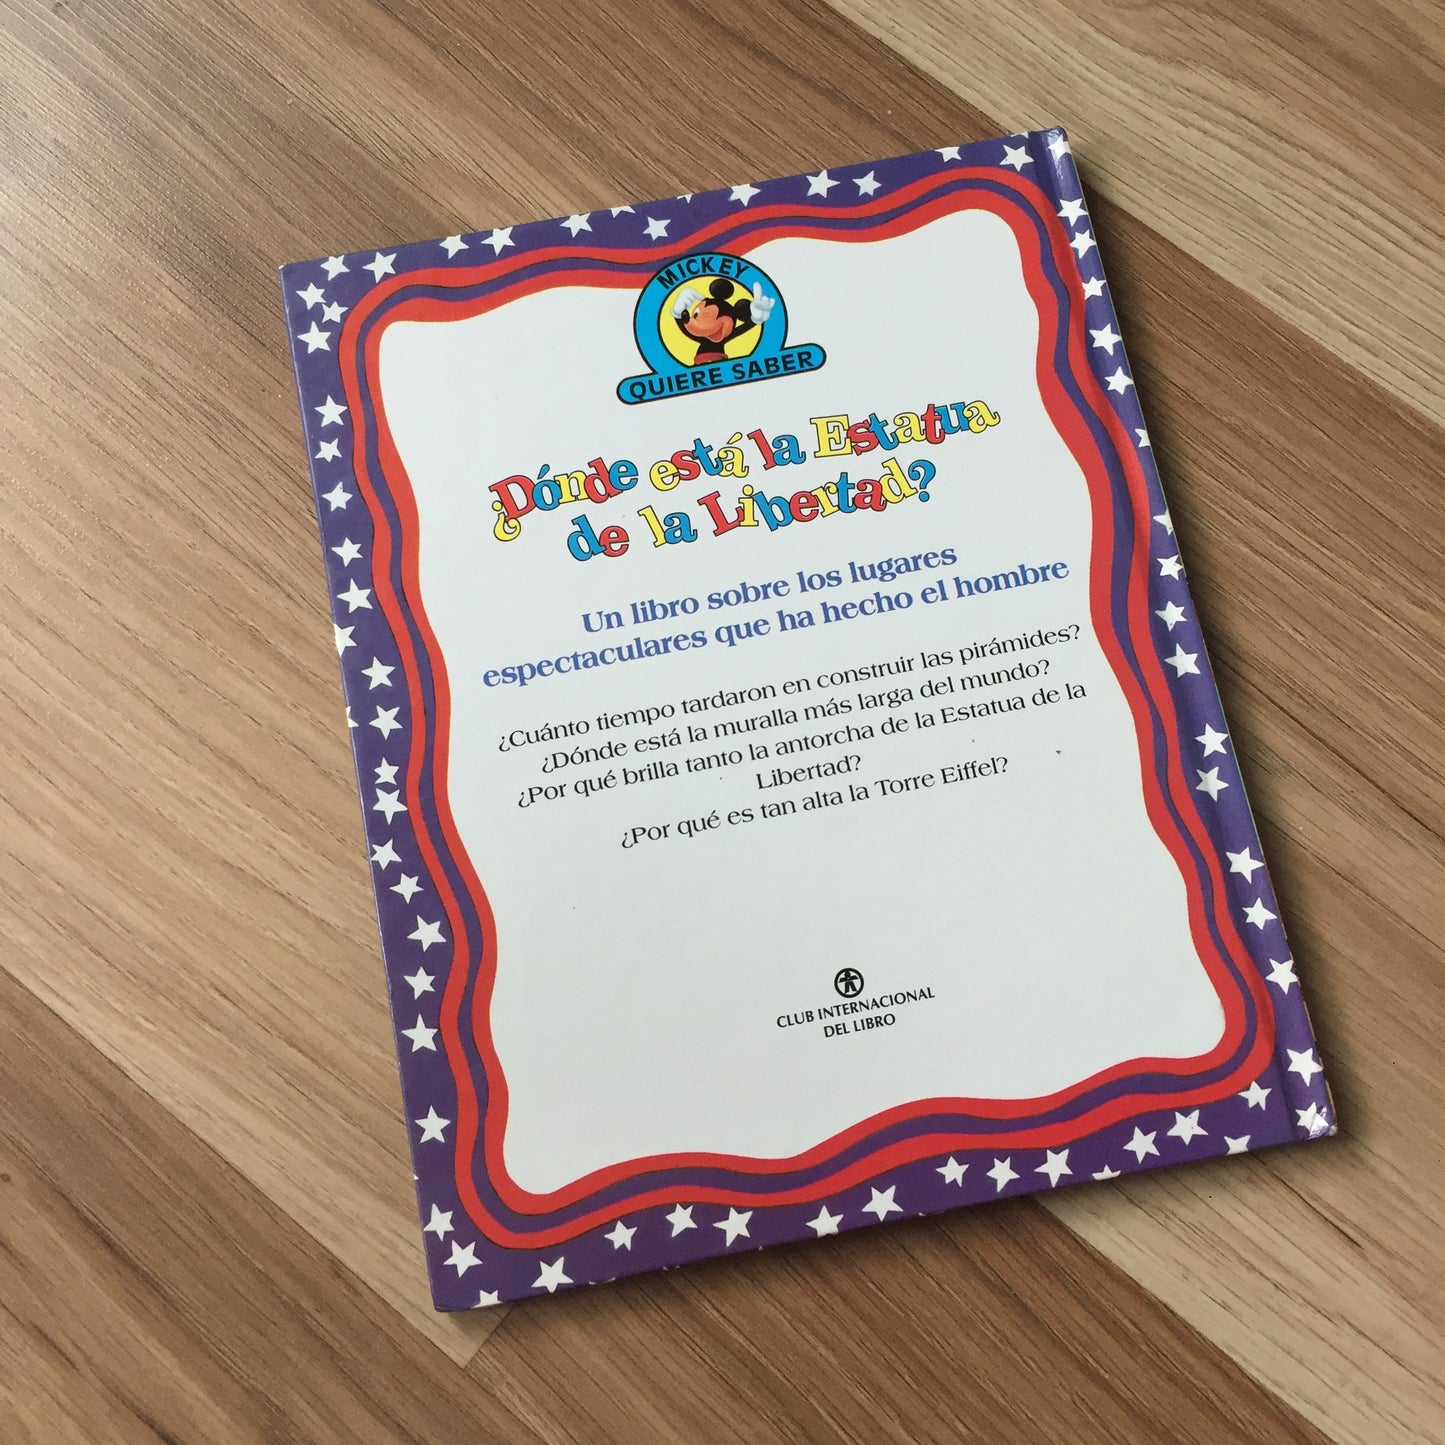 MICKEY
QUIERE SABER
¿Dónde está la Estatua
de la Libertad?
Un libro sobre los lugares
espectaculares que ha hecho el hombre
¿Cuánto tiempo tardaron en construir las pirámides?
¿Dónde está la muralla más larga del mundo?
¿Por qué brilla tanto la antorcha de la Estatua de la
Libertad?
¿Por qué es tan alta la Torre Eiffel?
CLUB INTERNACIONAL
DEL LIBRO